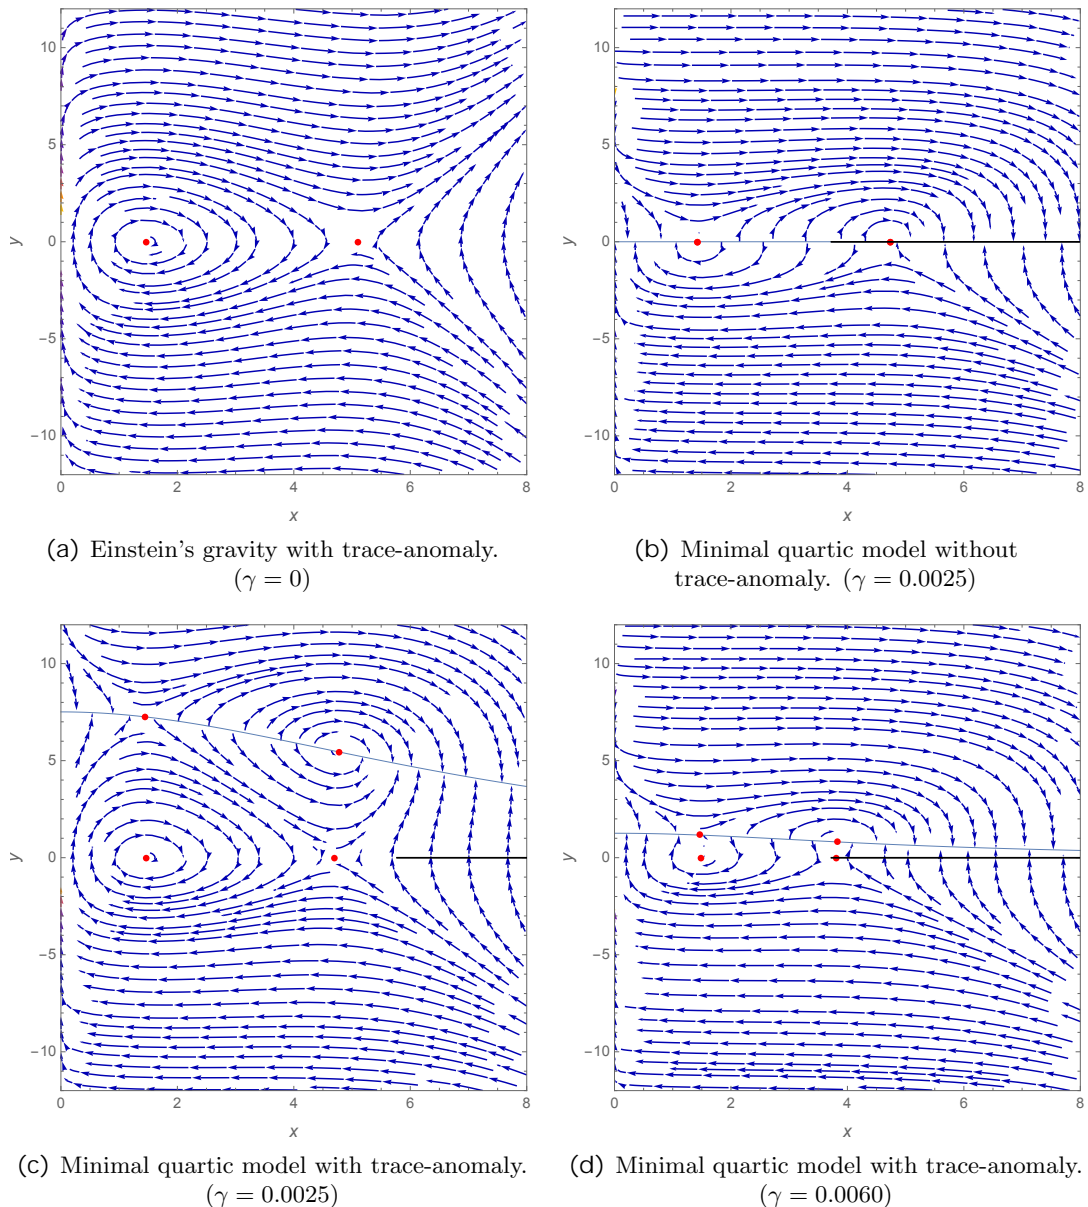 10
5
y
0
−5
−10
0
2
4
6
8
x
(a) Einstein's gravity with trace-anomaly.
(γ = 0)
10
5
y
0
−5
−10
0
2
4
6
8
x
(b) Minimal quartic model without
trace-anomaly. (γ = 0.0025)
10
5
y
0
−5
−10
0
2
4
6
8
x
(c) Minimal quartic model with trace-anomaly.
(γ = 0.0025)
10
5
y
0
−5
−10
0
2
4
6
8
x
(d) Minimal quartic model with trace-anomaly.
(γ = 0.0060)